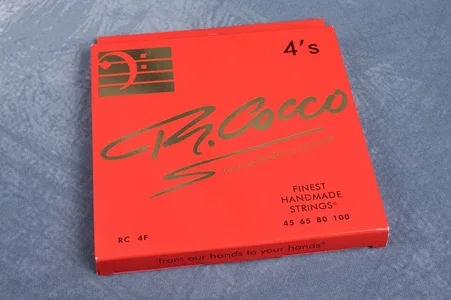 4's
R. Cocco
FINEST
HANDMADE
STRINGS®
45 65 80 100
RC 4F
from our hands to your hands!